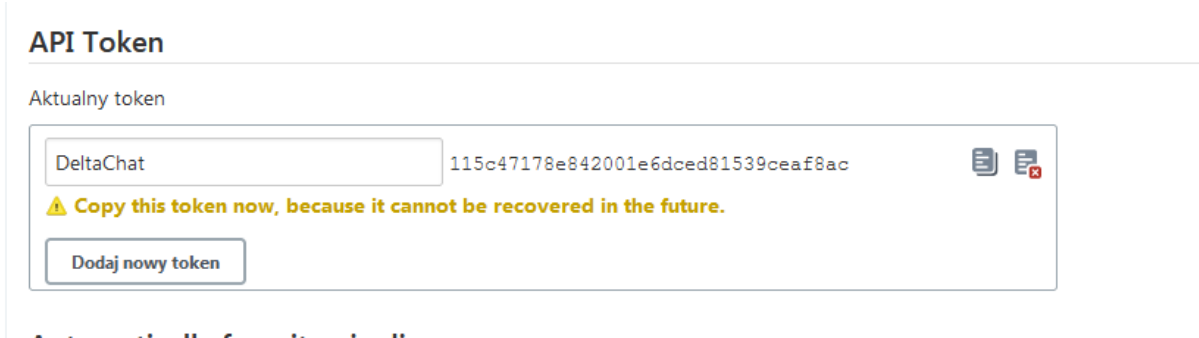 API Token
Aktualny token
DeltaChat 115c47178e842001e6dced81539ceaf8ac
Copy this token now, because it cannot be recovered in the future.
Dodaj nowy token